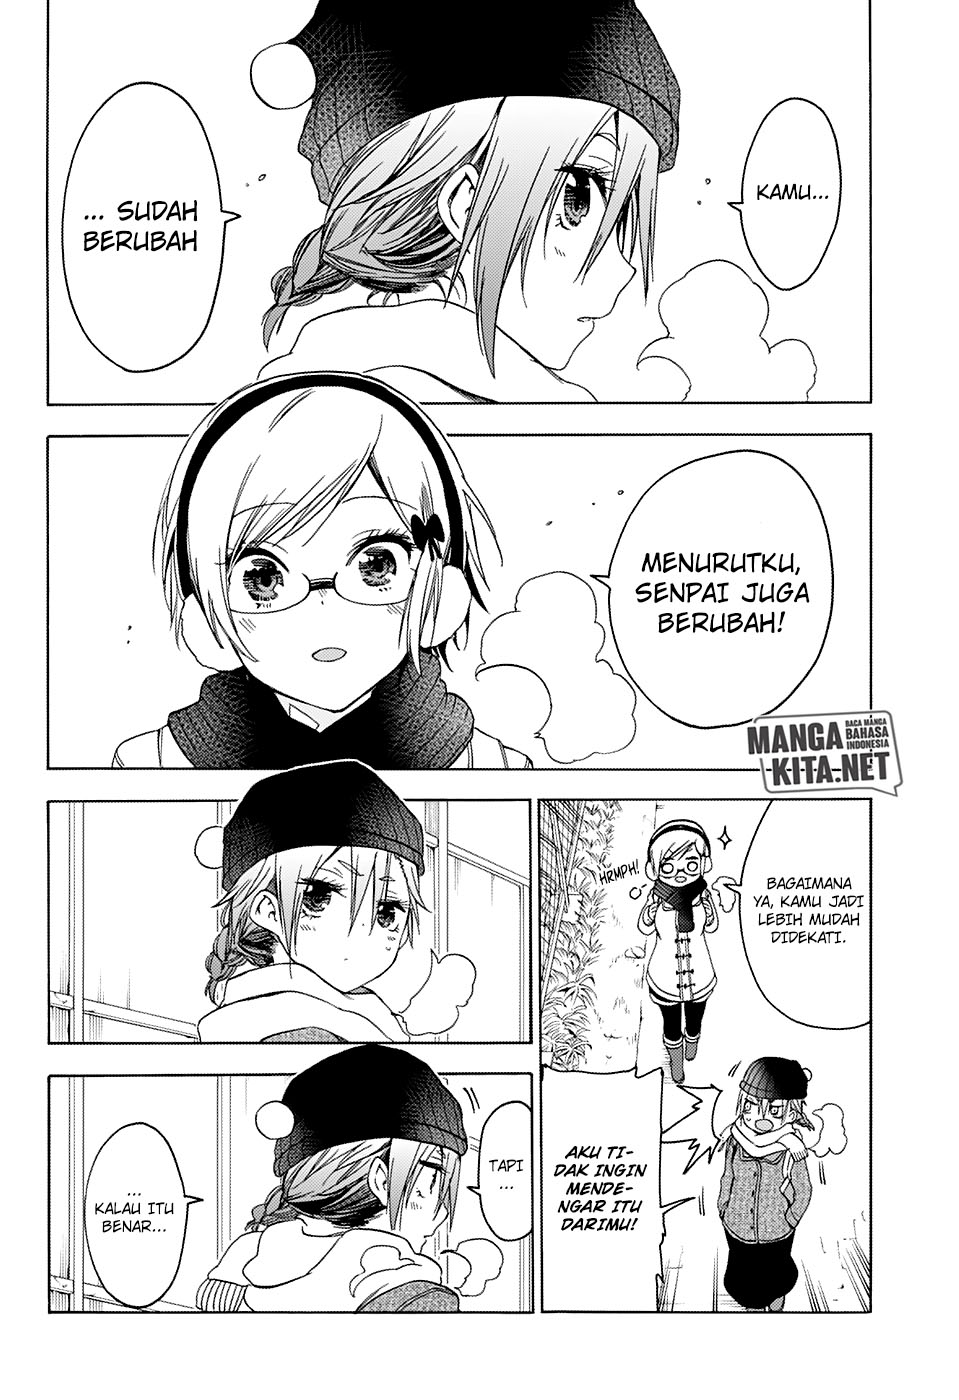 KAMU...
... SUDAH
BERUBAH
MENURUTKU,
SENPAI JUGA
BERUBAH!
MANGA
KITA.NET
BACA MANGA
BAHASA
INDONESIA
HRMPH!
BAGAIMANA
YA, KAMU JADI
LEBIH MUDAH
DIDEKATI.
AKU TI-
DAK INGIN
MENDE-
NGAR ITU
DARIMU!
TAPI
...
...
KALAU ITU
BENAR...